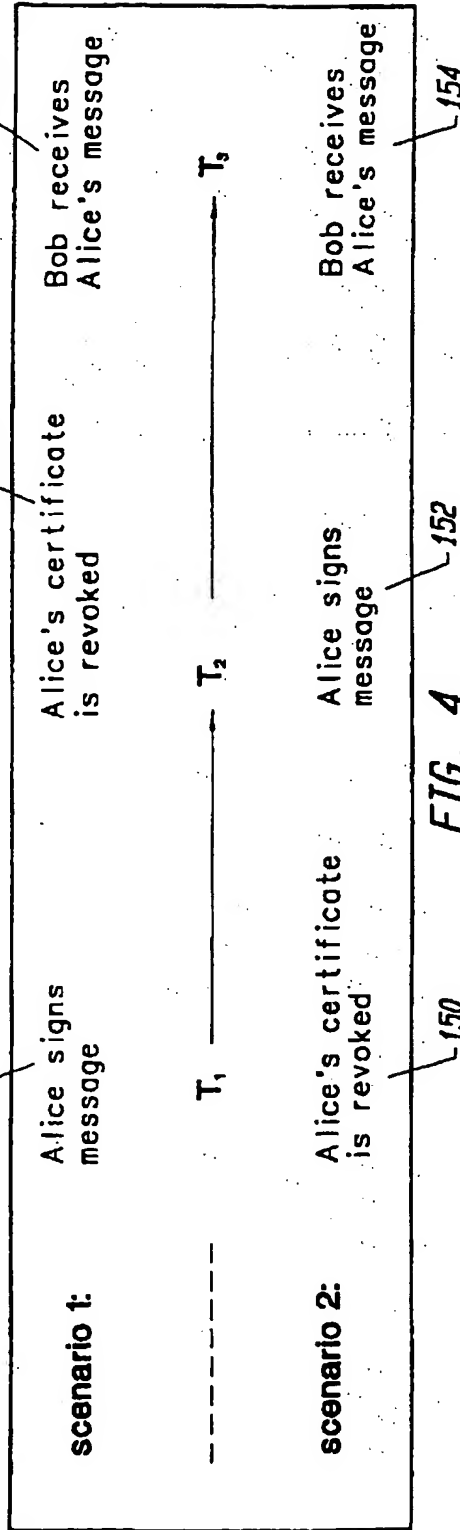 scenario 1:
Alice signs
message
Alice's certificate
is revoked
Bob receives
Alice's message
T₁
T₂
T₃
scenario 2:
Alice's certificate
is revoked
Alice signs
message
Bob receives
Alice's message
150
152
154
FIG. 4